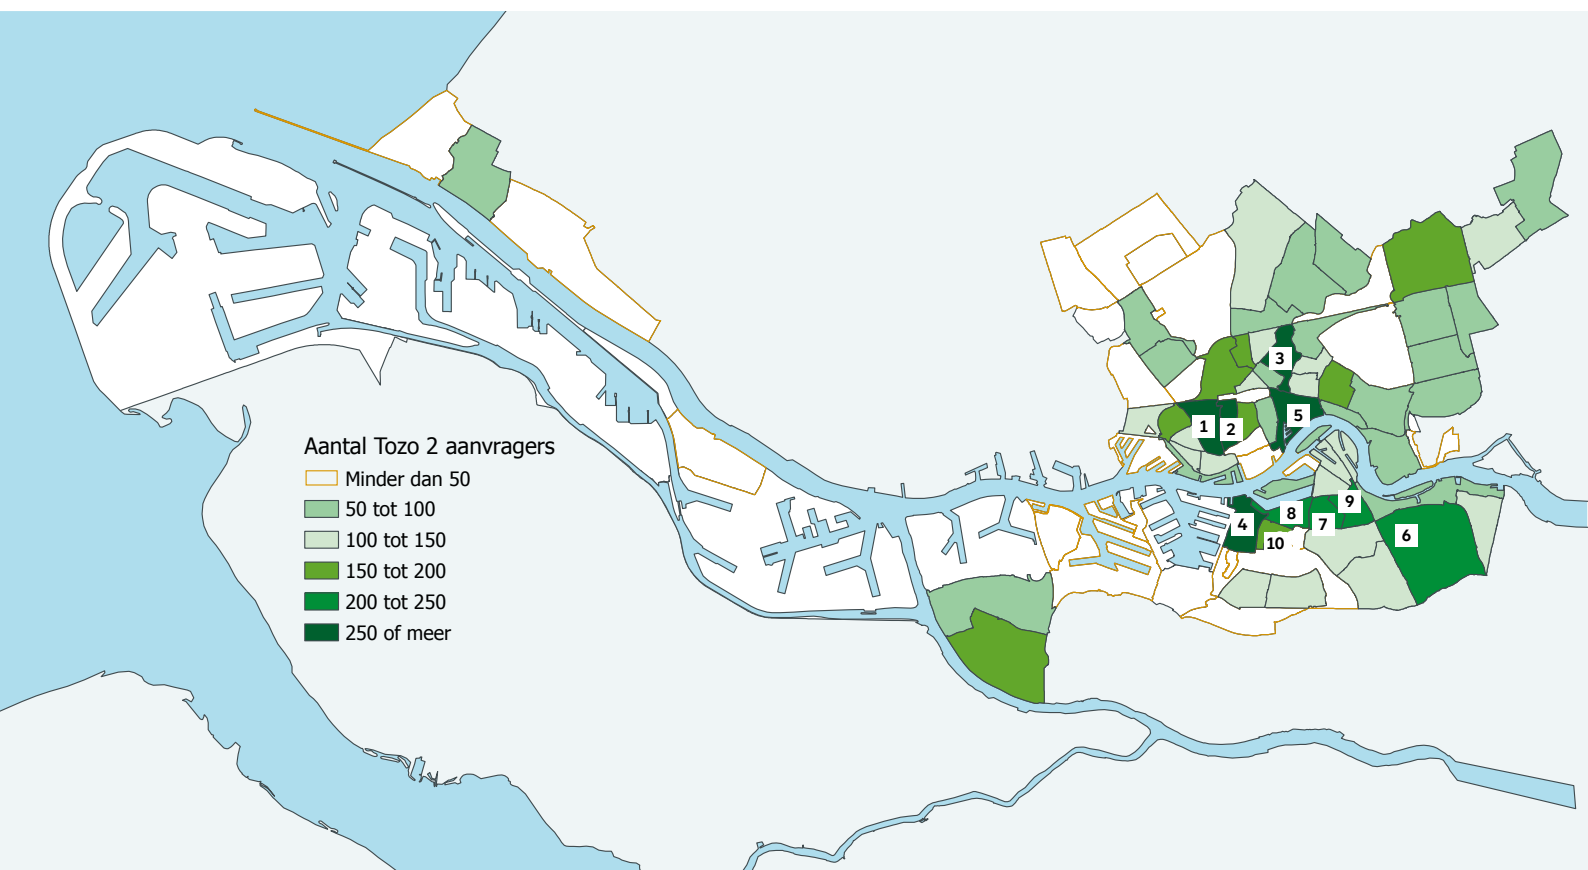 3
5
1
2
Aantal Tozo 2 aanvragers
Minder dan 50
50 tot 100
100 tot 150
150 tot 200
200 tot 250
250 of meer
9
8
4
7
6
10